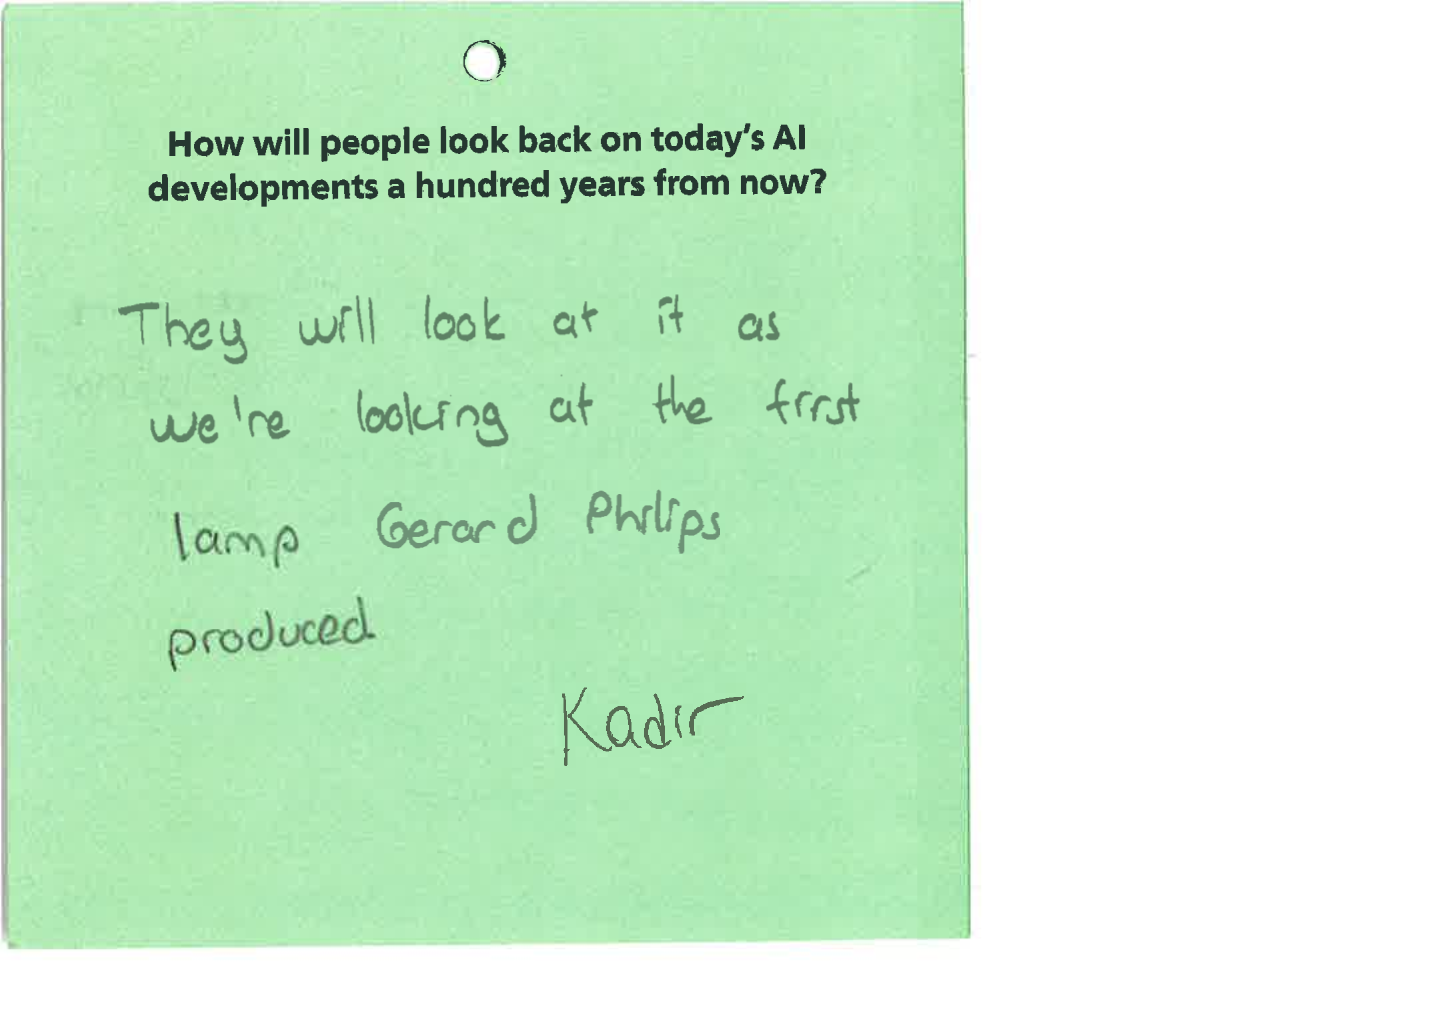 How will people look back on today's AI
developments a hundred years from now?
They will look at it as
we're looking at the first
lamp Gerard Philips
produced
Kadir